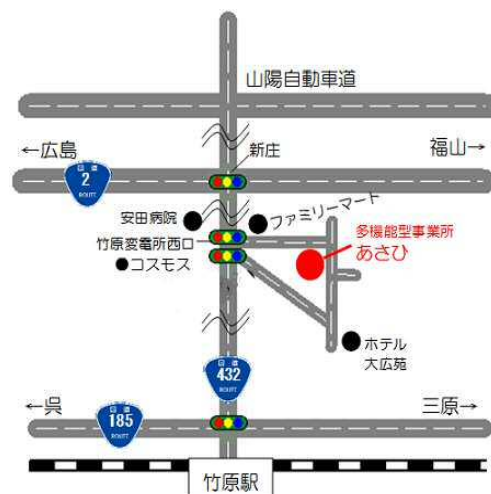 山陽自動車道
←広島
福山→
新庄
国道
2
ROUTE
安田病院
ファミリーマート
竹原変電所西口
多機能型事業所
あさひ
コスモス
ホテル
大広苑
国道
432
ROUTE
←呉
三原→
国道
185
ROUTE
竹原駅